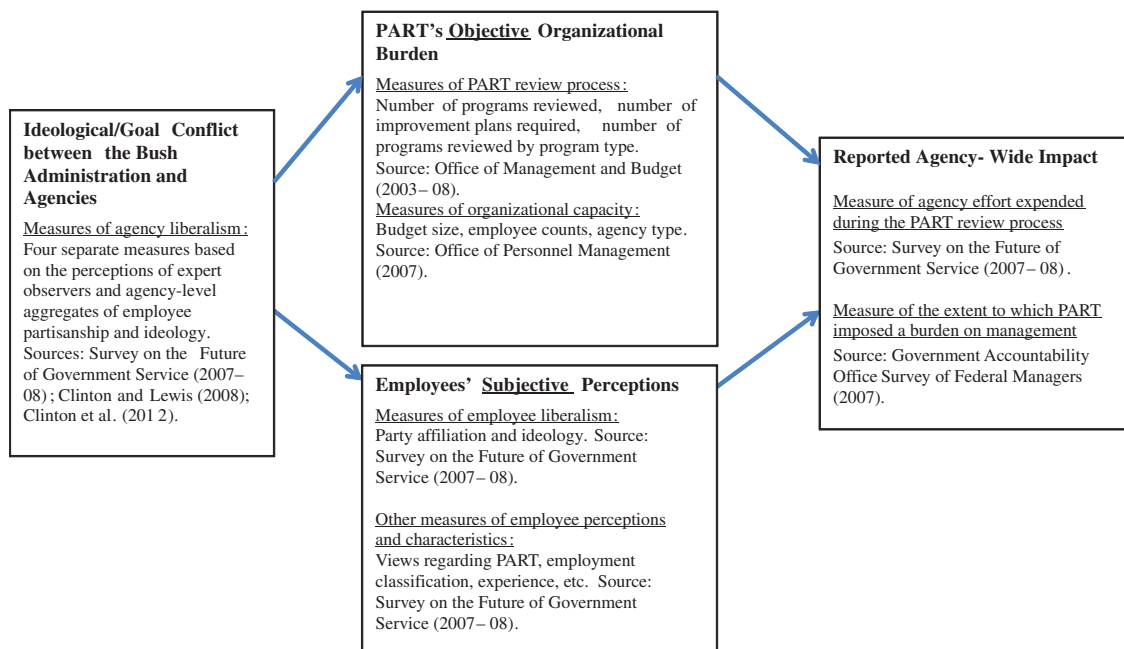 Ideological/Goal Conflict
between the Bush
Administration and
Agencies
Measures of agency liberalism:
Four separate measures based
on the perceptions of expert
observers and agency-level
aggregates of employee
partisanship and ideology.
Sources: Survey on the Future
of Government Service (2007–
08); Clinton and Lewis (2008);
Clinton et al. (2012).
PART's Objective Organizational
Burden
Measures of PART review process:
Number of programs reviewed, number of
improvement plans required, number of
programs reviewed by program type.
Source: Office of Management and Budget
(2003–08).
Measures of organizational capacity:
Budget size, employee counts, agency type.
Source: Office of Personnel Management
(2007).
Employees' Subjective Perceptions
Measures of employee liberalism:
Party affiliation and ideology. Source:
Survey on the Future of Government
Service (2007–08).
Other measures of employee perceptions
and characteristics:
Views regarding PART, employment
classification, experience, etc. Source:
Survey on the Future of Government
Service (2007–08).
Reported Agency- Wide Impact
Measure of agency effort expended
during the PART review process
Source: Survey on the Future of
Government Service (2007–08).
Measure of the extent to which PART
imposed a burden on management
Source: Government Accountability
Office Survey of Federal Managers
(2007).